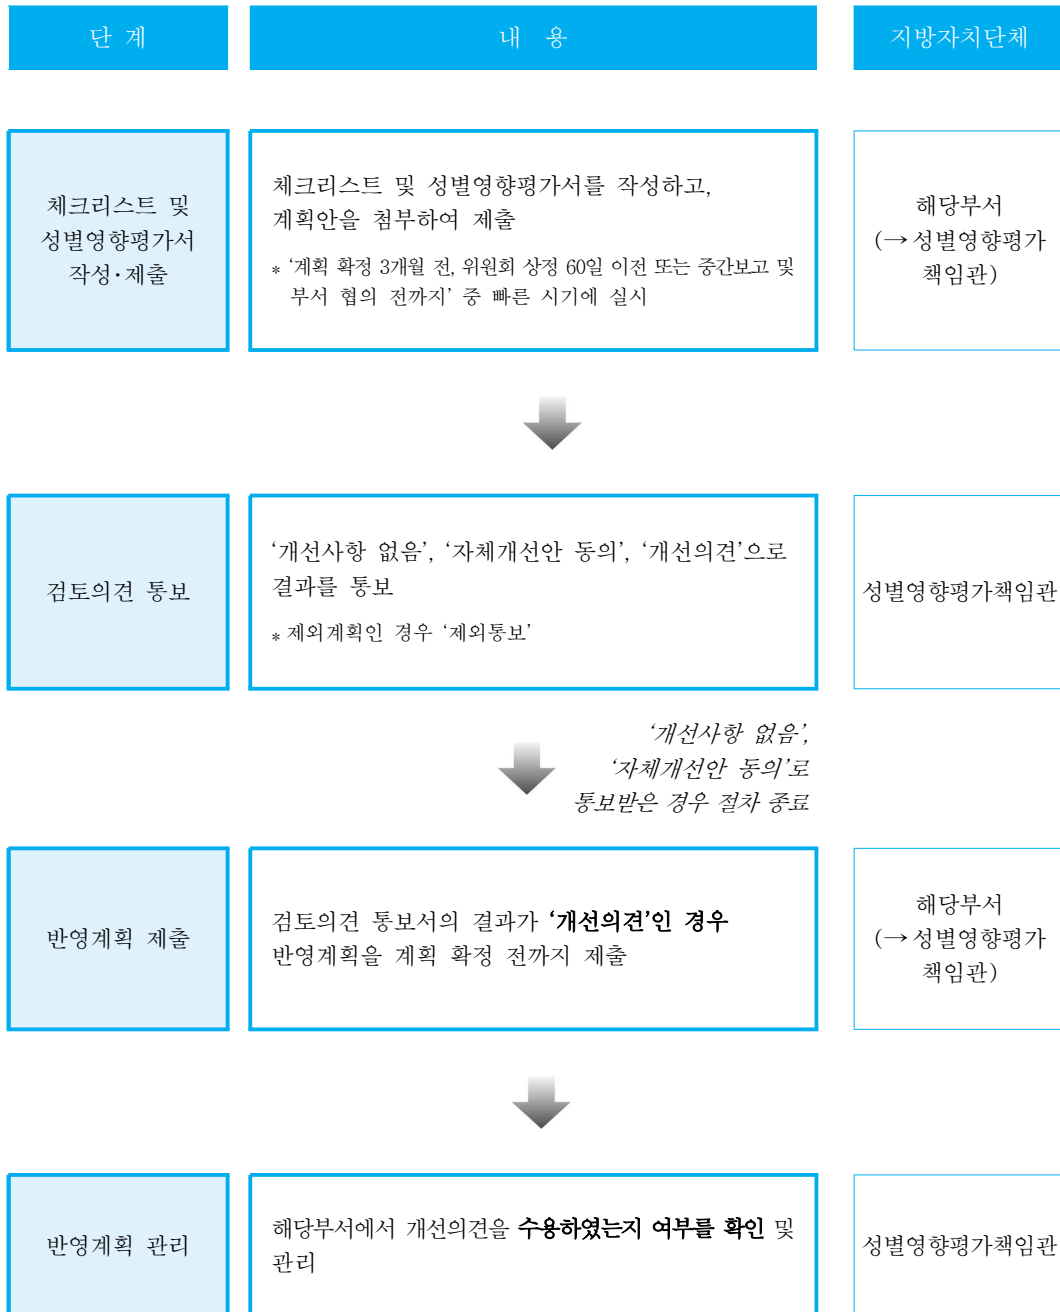 단 계
내 용
지방자치단체
체크리스트 및
성별영향평가서
작성·제출
체크리스트 및 성별영향평가서를 작성하고,
계획안을 첨부하여 제출
* ‘계획 확정 3개월 전, 위원회 상정 60일 이전 또는 중간보고 및
부서 협의 전까지’ 중 빠른 시기에 실시
해당부서
(→성별영향평가
책임관)
검토의견 통보
‘개선사항 없음’, ‘자체개선안 동의’, ‘개선의견’으로
결과를 통보
* 제외계획인 경우 ‘제외통보’
성별영향평가책임관
‘개선사항 없음’,
‘자체개선안 동의’로
통보받은 경우 절차 종료
반영계획 제출
검토의견 통보서의 결과가 ‘개선의견’인 경우
반영계획을 계획 확정 전까지 제출
해당부서
(→성별영향평가
책임관)
반영계획 관리
해당부서에서 개선의견을 수용하였는지 여부를 확인 및
관리
성별영향평가책임관